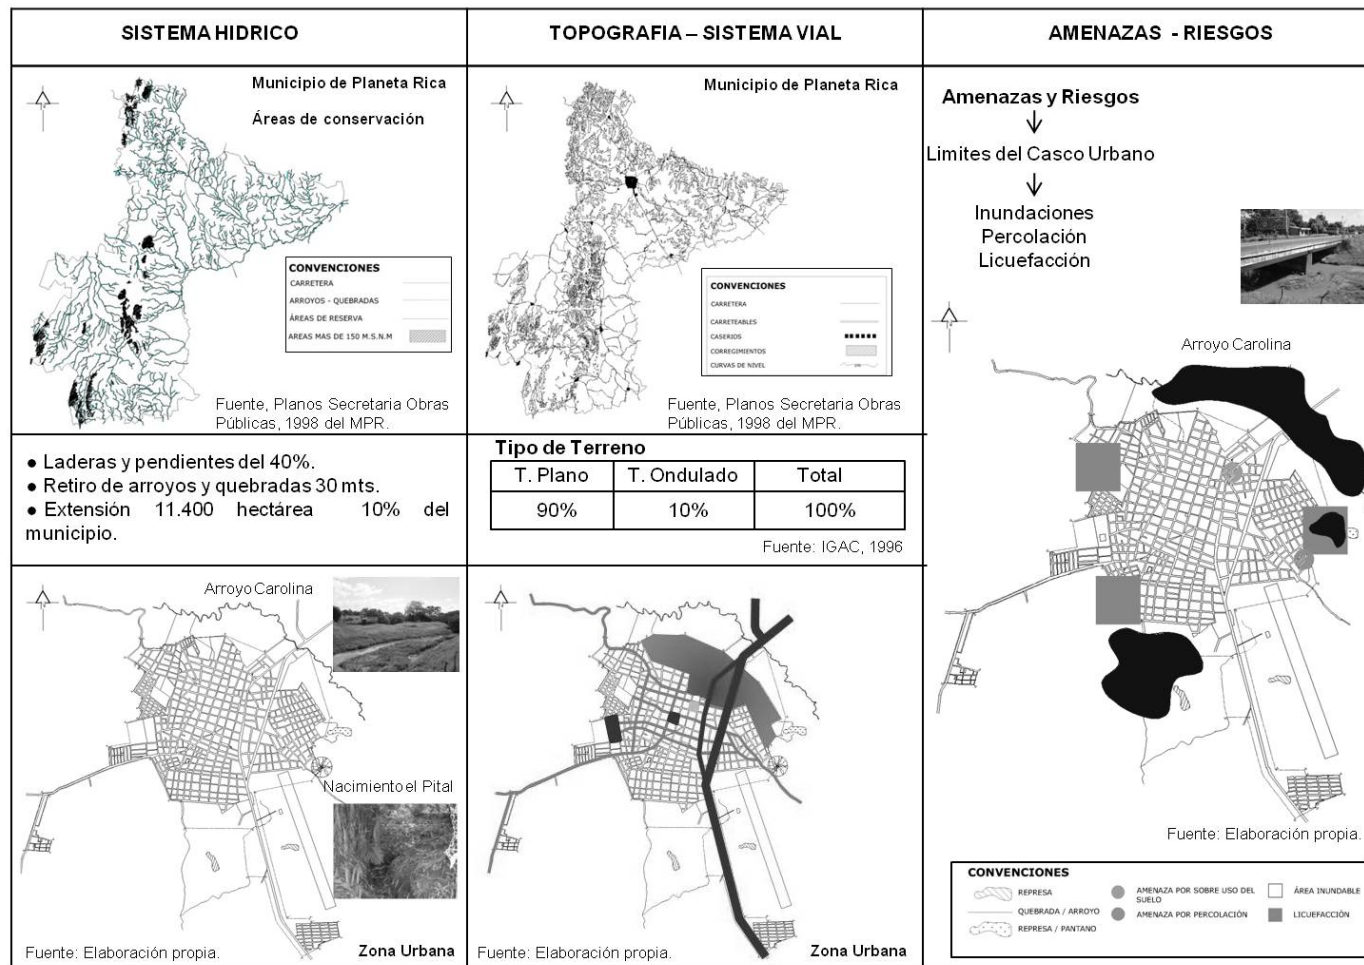 SISTEMA HIDRICO
Municipio de Planeta Rica
Áreas de conservación
CONVENCIONES
CARRETERA
ARROYOS - QUEBRADAS
ÁREAS DE RESERVA
AREAS MAS DE 150 M.S.N.M
Fuente, Planos Secretaria Obras
Públicas, 1998 del MPR.
● Laderas y pendientes del 40%.
● Retiro de arroyos y quebradas 30 mts.
● Extensión 11.400 hectárea 10% del
municipio.
Arroyo Carolina
Nacimiento el Pital
Fuente: Elaboración propia.
Zona Urbana
TOPOGRAFIA – SISTEMA VIAL
Municipio de Planeta Rica
CONVENCIONES
CARRETERA
CARRETEABLES
CASERIOS
CORREGIMIENTOS
CURVAS DE NIVEL
Fuente, Planos Secretaria Obras
Públicas, 1998 del MPR.
Tipo de Terreno
T. Plano T. Ondulado Total
90% 10% 100%
Fuente: IGAC, 1996
Fuente: Elaboración propia.
Zona Urbana
AMENAZAS - RIESGOS
Amenazas y Riesgos
Limites del Casco Urbano
Inundaciones
Percolación
Licuefacción
Arroyo Carolina
Fuente: Elaboración propia.
CONVENCIONES
REPRESA
QUEBRADA / ARROYO
REPRESA / PANTANO
AMENAZA POR SOBRE USO DEL
SUELO
AMENAZA POR PERCOLACIÓN
ÁREA INUNDABLE
LICUEFACCIÓN